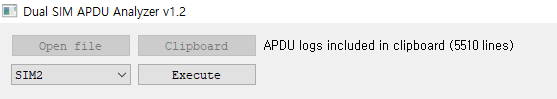 Dual SIM APDU Analyzer v1.2
Open file Clipboard APDU logs included in clipboard (5510 lines)
SIM2 Execute